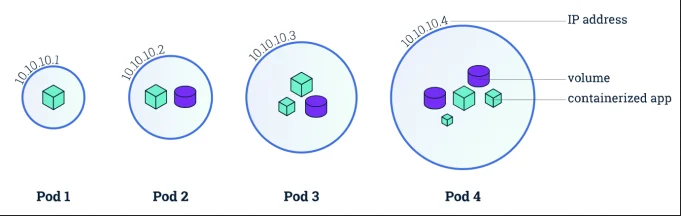 10.10.10.1
10.10.10.2
10.10.10.3
10.10.10.4
IP address
volume
containerized app
Pod 1
Pod 2
Pod 3
Pod 4